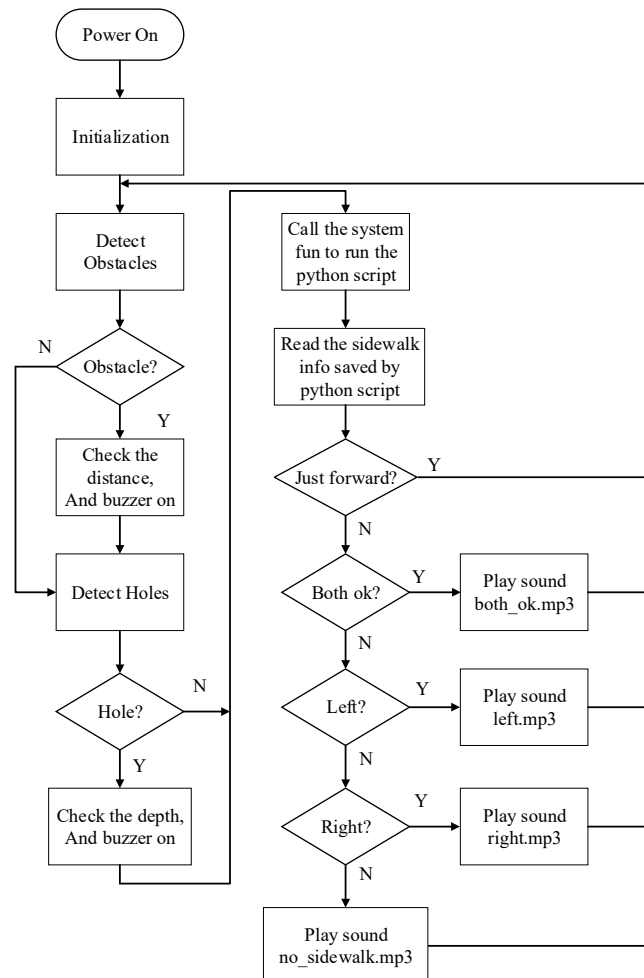 Power On
Initialization
Detect
Obstacles
N
Obstacle?
Y
Check the
distance,
And buzzer on
Detect Holes
N
Hole?
Y
Check the depth,
And buzzer on
Call the system
fun to run the
python script
Read the sidewalk
info saved by
python script
Y
Just forward?
N
Both ok?
Y
Play sound
both_ok.mp3
N
Left?
Y
Play sound
left.mp3
N
Right?
Y
Play sound
right.mp3
N
Play sound
no_sidewalk.mp3